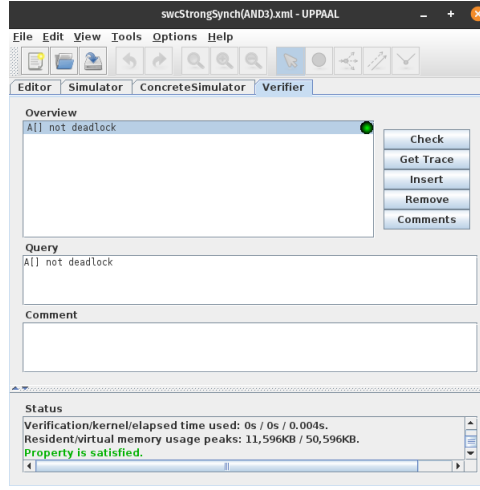 swcStrongSynch(AND3).xml - UPPAAL
File Edit View Tools Options Help
Editor Simulator ConcreteSimulator Verifier
Overview
A[] not deadlock
Check
Get Trace
Insert
Remove
Comments
Query
A[] not deadlock
Comment
Status
Verification/kernel/elapsed time used: 0s / 0s / 0.004s.
Resident/virtual memory usage peaks: 11,596KB / 50,596KB.
Property is satisfied.